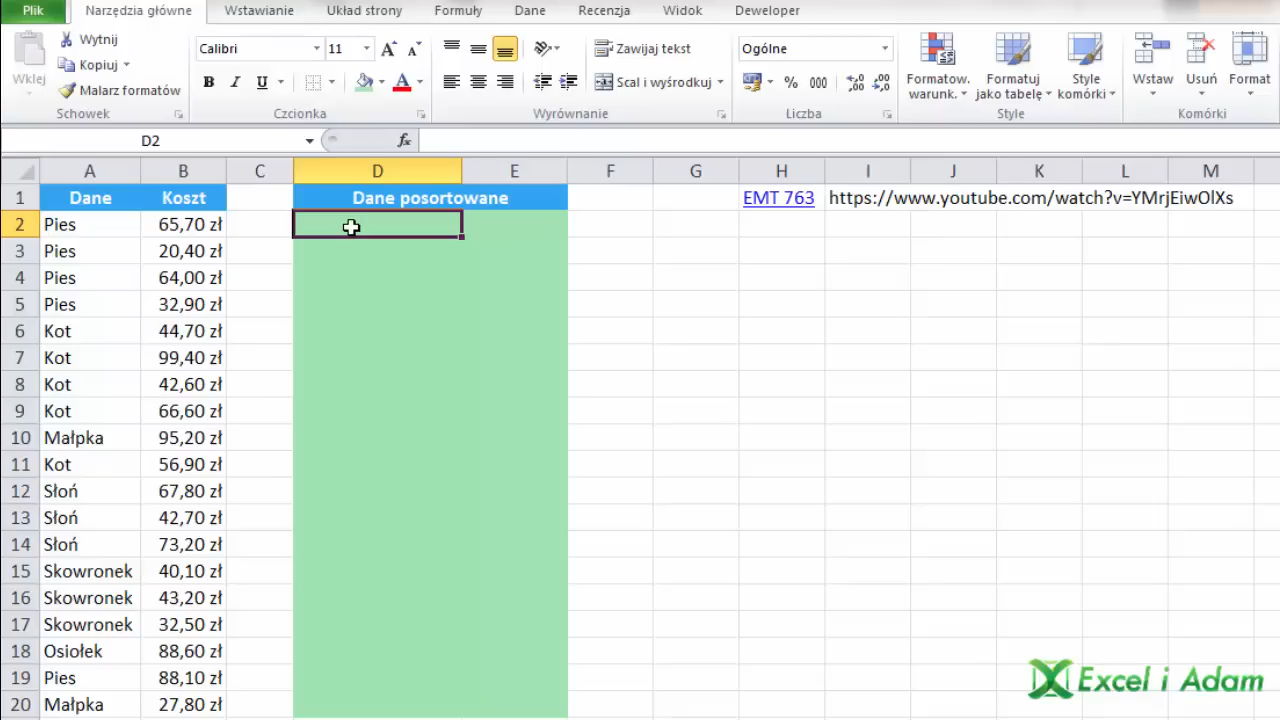 Plik Narzędzia główne Wstawianie Układ strony Formuły Dane Recenzja Widok Deweloper
Wklej
Wytnij
Kopiuj
Malarz formatów
Schowek
Calibri 11
B I U A
Czcionka
Zawijaj tekst
Scal i wyśrodkuj
Wyrównanie
Ogólne
% 000
Liczba
Formatow. warunk.
Formatuj jako tabelę
Style komórki
Style
Wstaw
Usuń
Format
Komórki
D2 fx
A B C D E F G H I J K L M
1 Dane Koszt Dane posortowane EMT 763 https://www.youtube.com/watch?v=YMrjEiwOlXs
2 Pies 65,70 zł
3 Pies 20,40 zł
4 Pies 64,00 zł
5 Pies 32,90 zł
6 Kot 44,70 zł
7 Kot 99,40 zł
8 Kot 42,60 zł
9 Kot 66,60 zł
10 Małpka 95,20 zł
11 Kot 56,90 zł
12 Słoń 67,80 zł
13 Słoń 42,70 zł
14 Słoń 73,20 zł
15 Skowronek 40,10 zł
16 Skowronek 43,20 zł
17 Skowronek 32,50 zł
18 Osiołek 88,60 zł
19 Pies 88,10 zł
20 Małpka 27,80 zł
Excel i Adam